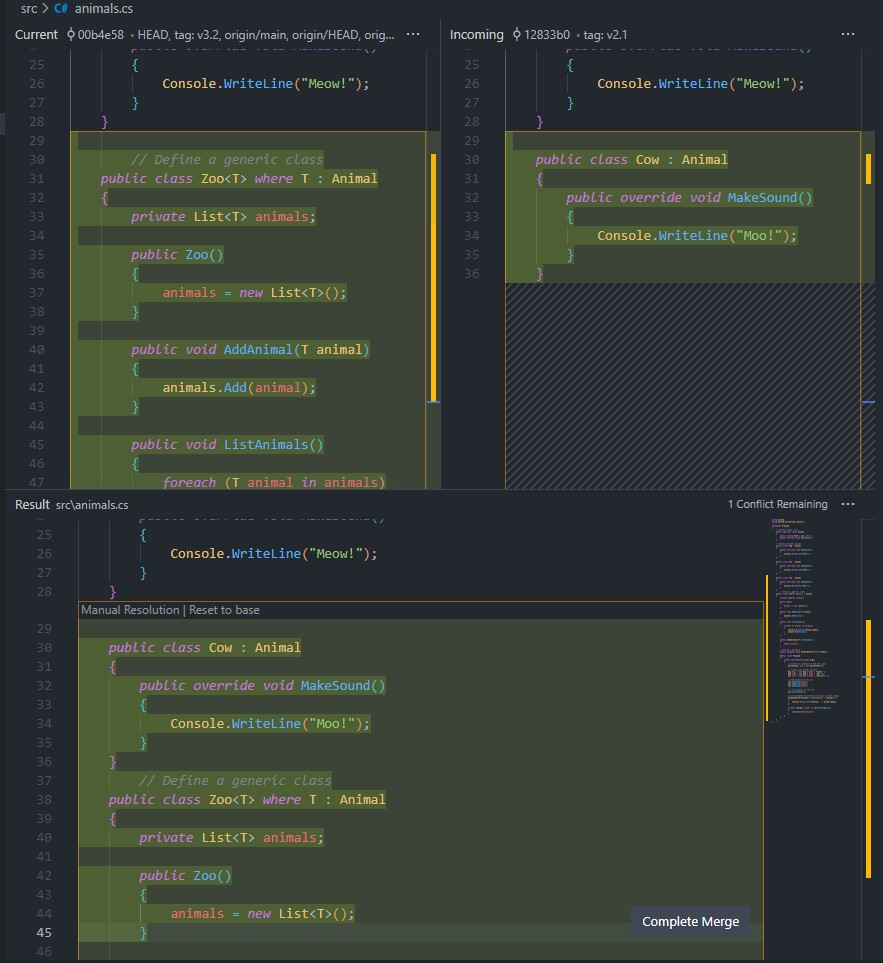 src > C# animals.cs
Current 00b4e58 • HEAD, tag: v3.2, origin/main, origin/HEAD, orig... ...
25 {
26 Console.WriteLine("Meow!");
27 }
28 }
29
30 // Define a generic class
31 public class Zoo<T> where T : Animal
32 {
33 private List<T> animals;
34
35 public Zoo()
36 {
37 animals = new List<T>();
38 }
39
40 public void AddAnimal(T animal)
41 {
42 animals.Add(animal);
43 }
44
45 public void ListAnimals()
46 {
47 foreach (T animal in animals)
Incoming 12833b0 • tag: v2.1 ...
25 {
26 Console.WriteLine("Meow!");
27 }
28 }
29
30 public class Cow : Animal
31 {
32 public override void MakeSound()
33 {
34 Console.WriteLine("Moo!");
35 }
36 }
Result src\animals.cs 1 Conflict Remaining ...
25 {
26 Console.WriteLine("Meow!");
27 }
28 }
Manual Resolution | Reset to base
29
30 public class Cow : Animal
31 {
32 public override void MakeSound()
33 {
34 Console.WriteLine("Moo!");
35 }
36 }
37 // Define a generic class
38 public class Zoo<T> where T : Animal
39 {
40 private List<T> animals;
41
42 public Zoo()
43 {
44 animals = new List<T>();
45 }
46
Complete Merge